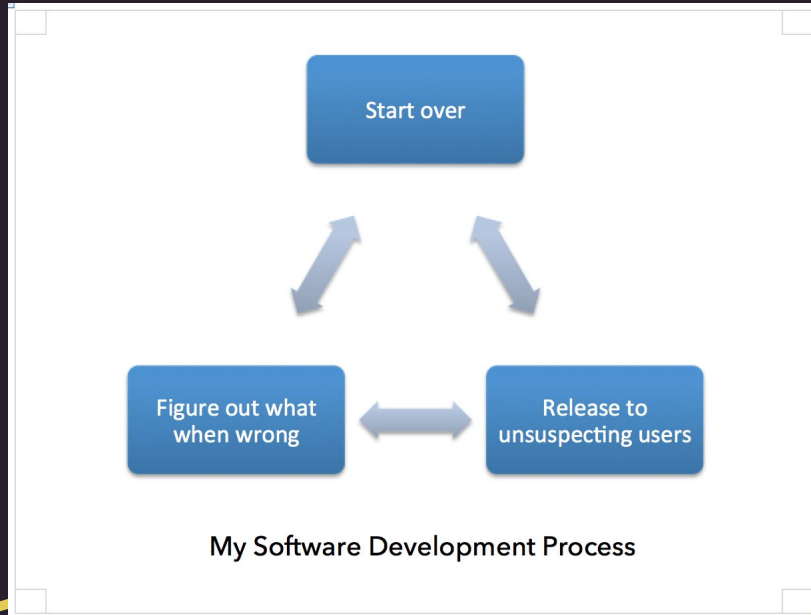 Start over
Figure out what
when wrong
Release to
unsuspecting users
My Software Development Process